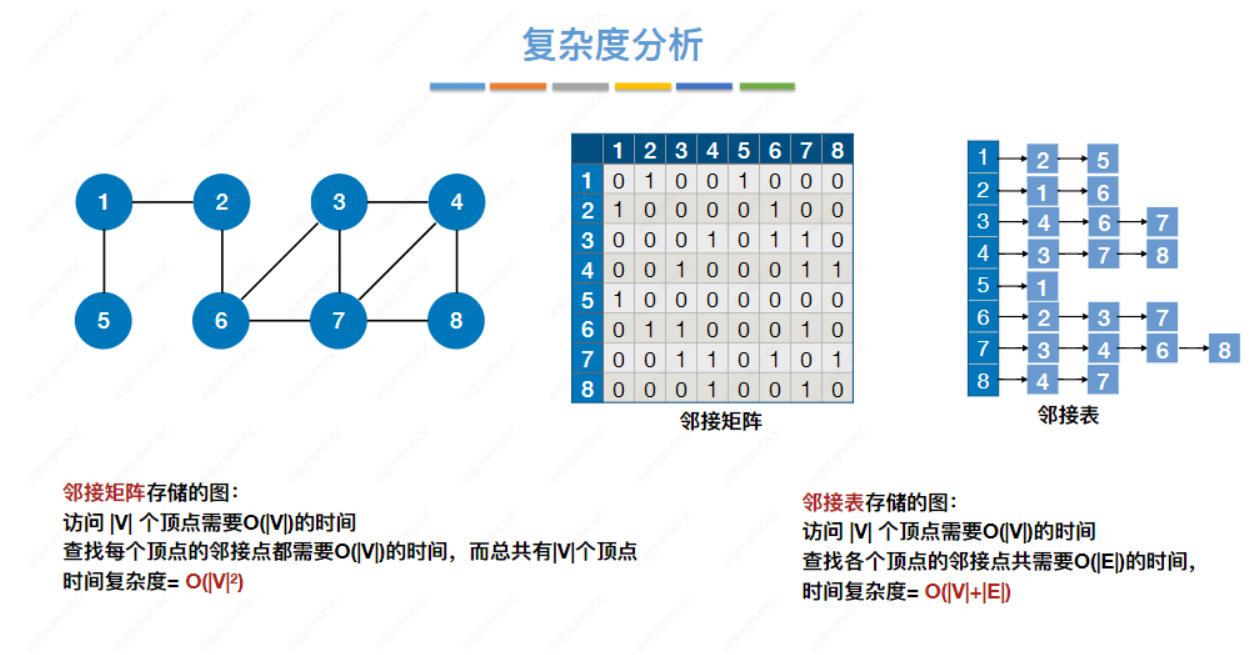 复杂度分析
1 2 3 4
5 6 7 8
1 2 3 4 5 6 7 8
1 0 1 0 0 1 0 0 0
2 1 0 0 0 0 1 0 0
3 0 0 0 1 0 1 1 0
4 0 0 1 0 0 0 1 1
5 1 0 0 0 0 0 0 0
6 0 1 1 0 0 0 1 0
7 0 0 1 1 0 1 0 1
8 0 0 0 1 0 0 1 0
邻接矩阵
1 2 5
2 1 6
3 4 6 7
4 3 7 8
5 1
6 2 3 7
7 3 4 6 8
8 4 7
邻接表
邻接矩阵存储的图：
访问 |V| 个顶点需要O(|V|)的时间
查找每个顶点的邻接点都需要O(|V|)的时间，而总共有|V|个顶点
时间复杂度= O(|V|²)
邻接表存储的图：
访问 |V| 个顶点需要O(|V|)的时间
查找各个顶点的邻接点共需要O(|E|)的时间，
时间复杂度= O(|V|+|E|)
中国大学MOOC